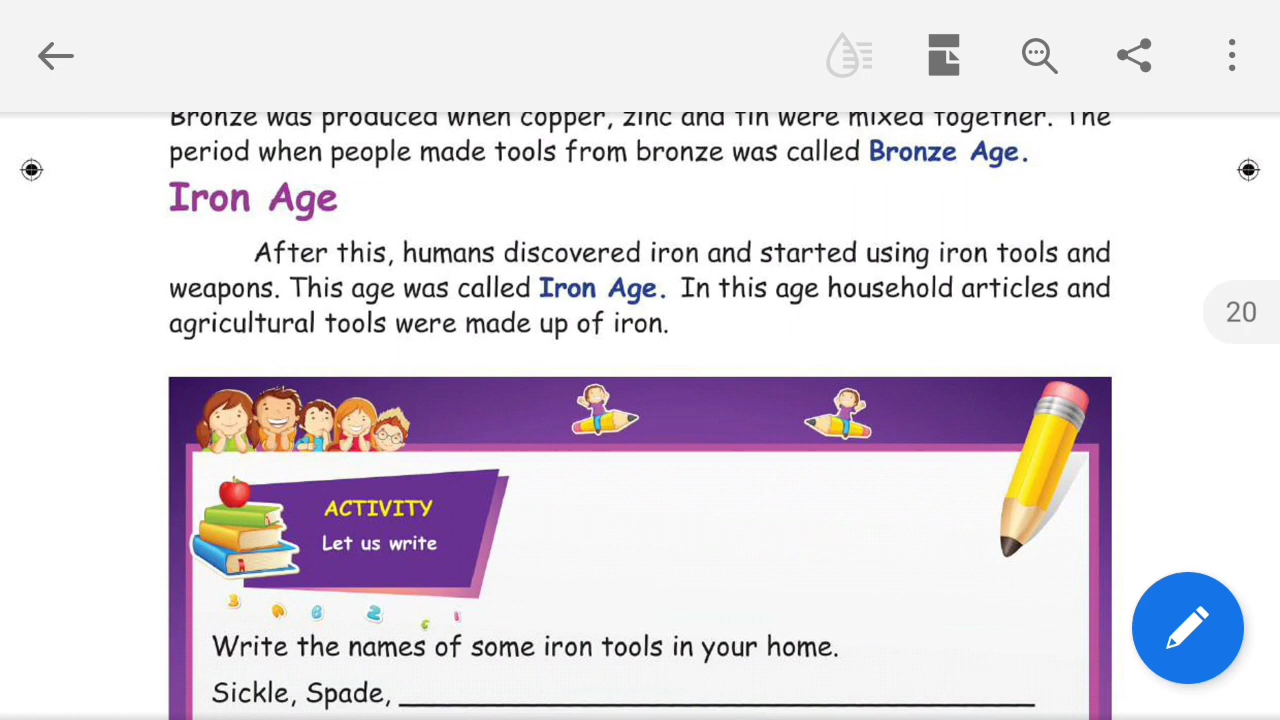 Bronze was produced when copper, zinc and tin were mixed together. The
period when people made tools from bronze was called Bronze Age.
Iron Age
After this, humans discovered iron and started using iron tools and
weapons. This age was called Iron Age. In this age household articles and
agricultural tools were made up of iron.
20
ACTIVITY
Let us write
3
2
Write the names of some iron tools in your home.
Sickle, Spade,